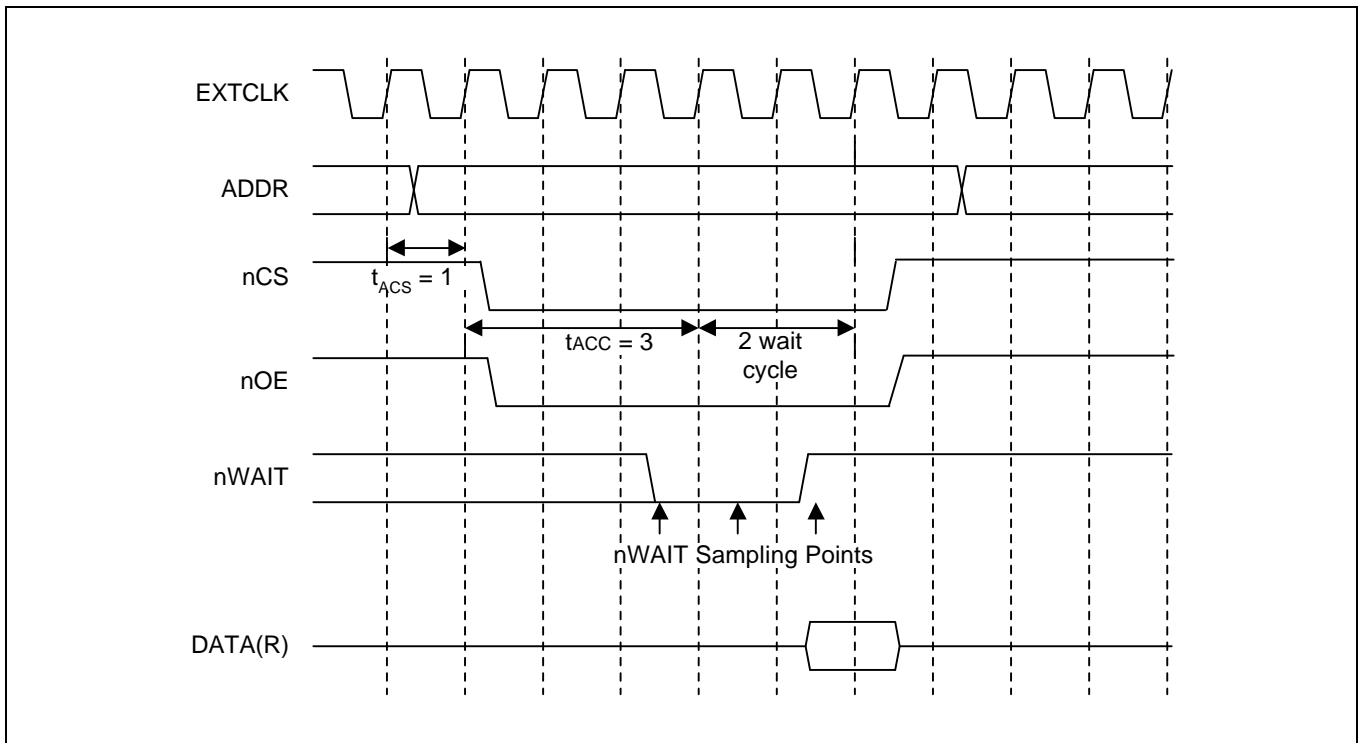 EXTCLK
ADDR
nCS
tACS = 1
tACC = 3
2 wait
cycle
nOE
nWAIT
nWAIT Sampling Points
DATA(R)